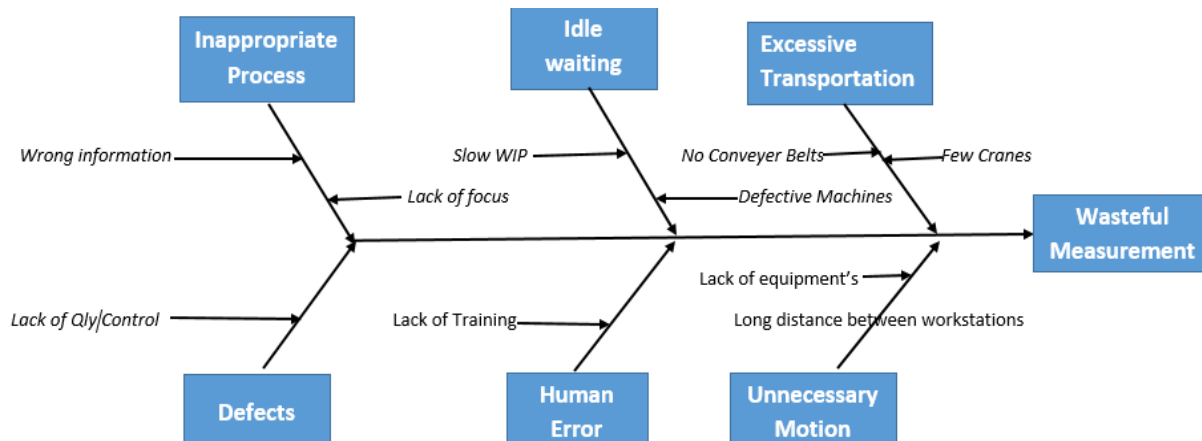 Inappropriate
Process
Idle
waiting
Excessive
Transportation
Wrong information
Slow WIP
No Conveyer Belts
Few Cranes
Lack of focus
Defective Machines
Wasteful
Measurement
Lack of equipment's
Lack of Qly/Control
Lack of Training
Long distance between workstations
Defects
Human
Error
Unnecessary
Motion